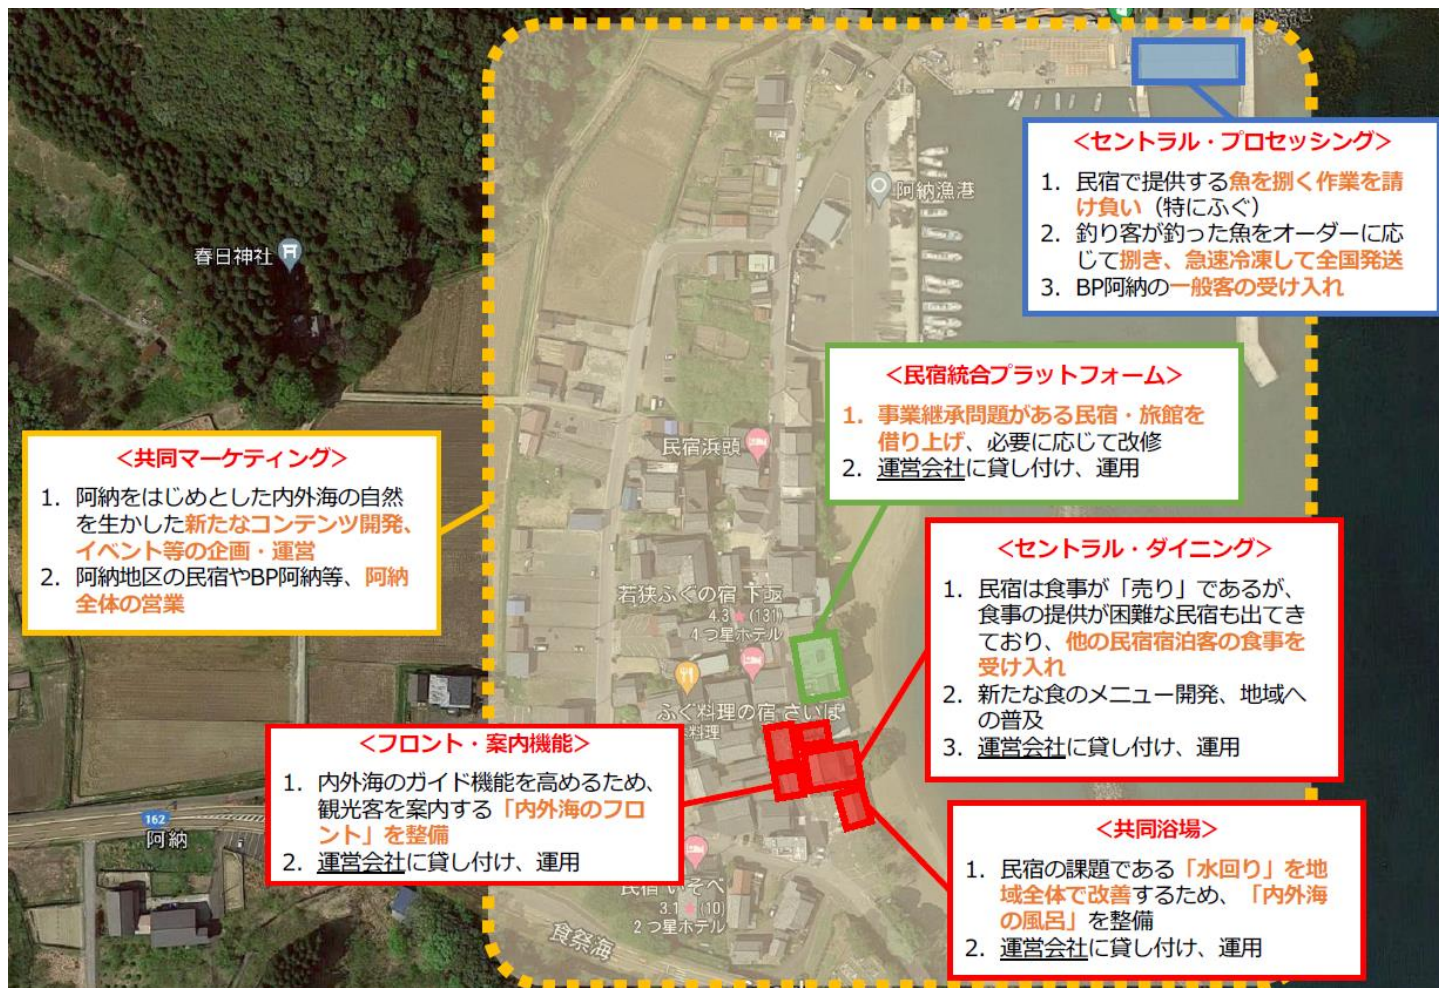 <セントラル・プロセッシング>
1. 民宿で提供する魚を捌く作業を請
け負い（特にふぐ）
2. 釣り客が釣った魚をオーダーに応
じて捌き、急速冷凍して全国発送
3. BP阿納の一般客の受け入れ
阿納漁港
春日神社
<民宿統合プラットフォーム>
1. 事業継承問題がある民宿・旅館を
借り上げ、必要に応じて改修
2. 運営会社に貸し付け、運用
民宿浜頭
<共同マーケティング>
1. 阿納をはじめとした内外海の自然
を生かした新たなコンテンツ開発、
イベント等の企画・運営
2. 阿納地区の民宿やBP阿納等、阿納
全体の営業
<セントラル・ダイニング>
1. 民宿は食事が「売り」であるが、
食事の提供が困難な民宿も出てき
ており、他の民宿宿泊客の食事を
受け入れ
2. 新たな食のメニュー開発、地域へ
の普及
3. 運営会社に貸し付け、運用
若狭ふぐの宿 下亟
4.3★(131)
4 つ星ホテル
ふぐ料理の宿 さいば
料理
<フロント・案内機能>
1. 内外海のガイド機能を高めるため、
観光客を案内する「内外海のフロ
ント」を整備
2. 運営会社に貸し付け、運用
162
阿納
<共同浴場>
1. 民宿の課題である「水回り」を地
域全体で改善するため、「内外海
の風呂」を整備
2. 運営会社に貸し付け、運用
民宿 いそべ
3.1★(10)
2 つ星ホテル
食祭海